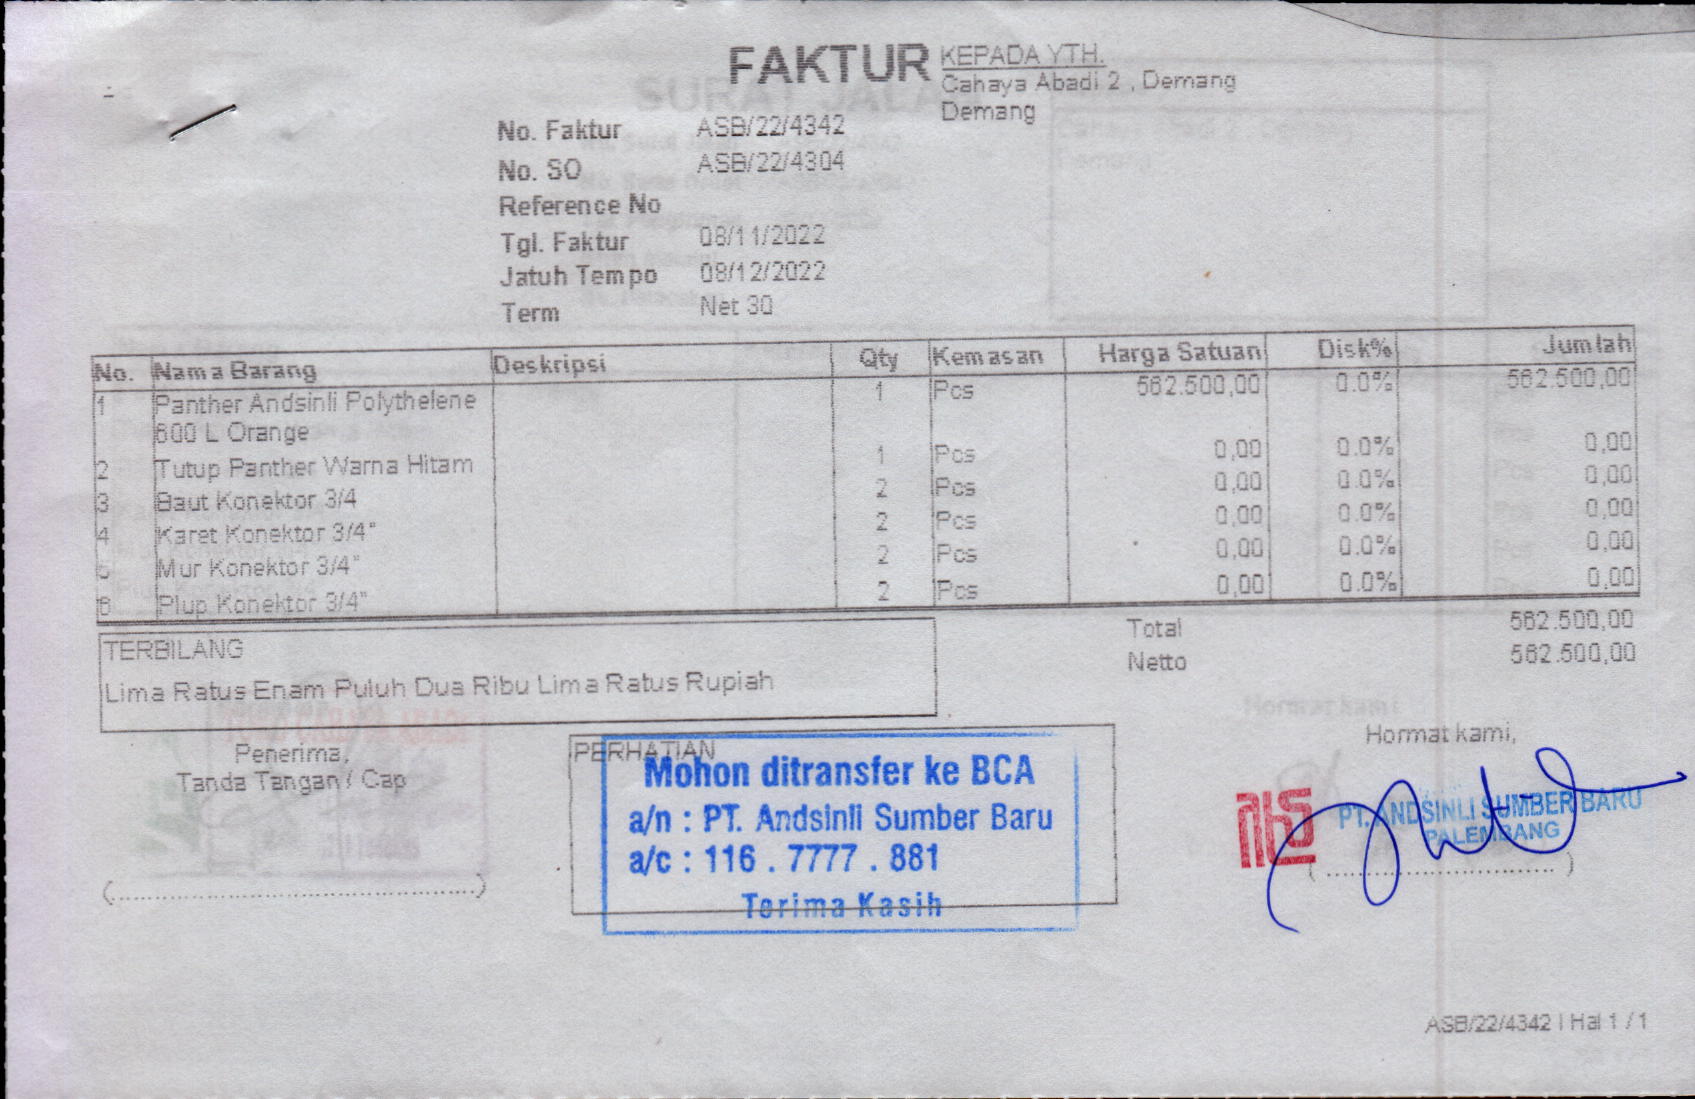 FAKTUR
KEPADA YTH.
Cahaya Abadi 2 , Demang
Demang
No. Faktur ASB/22/4342
No. SO ASB/22/4304
Reference No
Tgl. Faktur 08/11/2022
Jatuh Tempo 08/12/2022
Term Net 30
No. Nama Barang Deskripsi Qty Kemasan Harga Satuan Disk% Jumlah
1 Panther Andsinli Polythelene 1 Pcs 562.500,00 0.0% 562.500,00
600 L Orange
2 Tutup Panther Warna Hitam 1 Pcs 0,00 0.0% 0,00
3 Baut Konektor 3/4 2 Pcs 0,00 0.0% 0,00
4 Karet Konektor 3/4" 2 Pcs 0,00 0.0% 0,00
5 Mur Konektor 3/4" 2 Pcs 0,00 0.0% 0,00
6 Plup Konektor 3/4" 2 Pcs 0,00 0.0% 0,00
Total 562.500,00
Netto 562.500,00
TERBILANG
Lima Ratus Enam Puluh Dua Ribu Lima Ratus Rupiah
Penerima,
Tanda Tangan / Cap
(..........................................................)
PERHATIAN
Mohon ditransfer ke BCA
a/n : PT. Andsinli Sumber Baru
a/c : 116 . 7777 . 881
Terima Kasih
Hormat kami,
PT. ANDSINLI SUMBER BARU
PALEMBANG
( ..................................... )
ASB/22/4342 | Hal 1 / 1